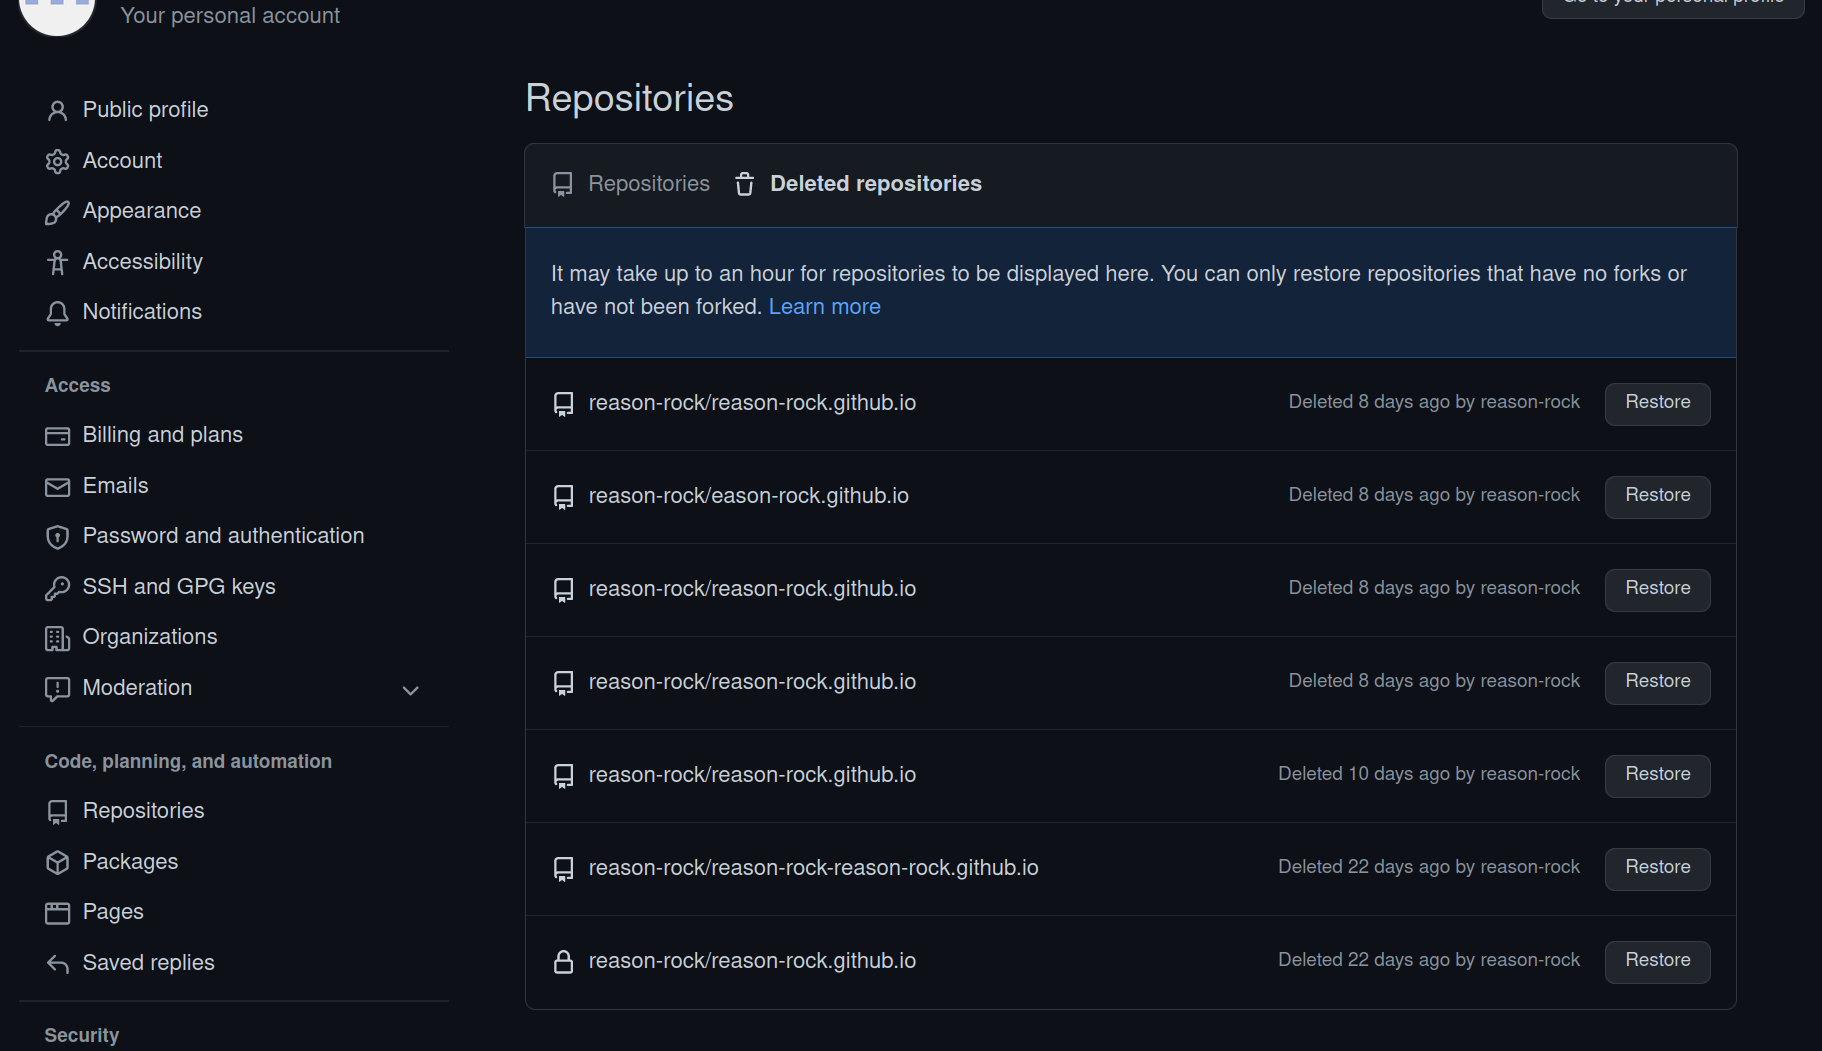 Your personal account
Go to your personal profile
Public profile
Account
Appearance
Accessibility
Notifications
Access
Billing and plans
Emails
Password and authentication
SSH and GPG keys
Organizations
Moderation
Code, planning, and automation
Repositories
Packages
Pages
Saved replies
Security
Repositories
Repositories Deleted repositories
It may take up to an hour for repositories to be displayed here. You can only restore repositories that have no forks or
have not been forked. Learn more
reason-rock/reason-rock.github.io Deleted 8 days ago by reason-rock Restore
reason-rock/eason-rock.github.io Deleted 8 days ago by reason-rock Restore
reason-rock/reason-rock.github.io Deleted 8 days ago by reason-rock Restore
reason-rock/reason-rock.github.io Deleted 8 days ago by reason-rock Restore
reason-rock/reason-rock.github.io Deleted 10 days ago by reason-rock Restore
reason-rock/reason-rock-reason-rock.github.io Deleted 22 days ago by reason-rock Restore
reason-rock/reason-rock.github.io Deleted 22 days ago by reason-rock Restore